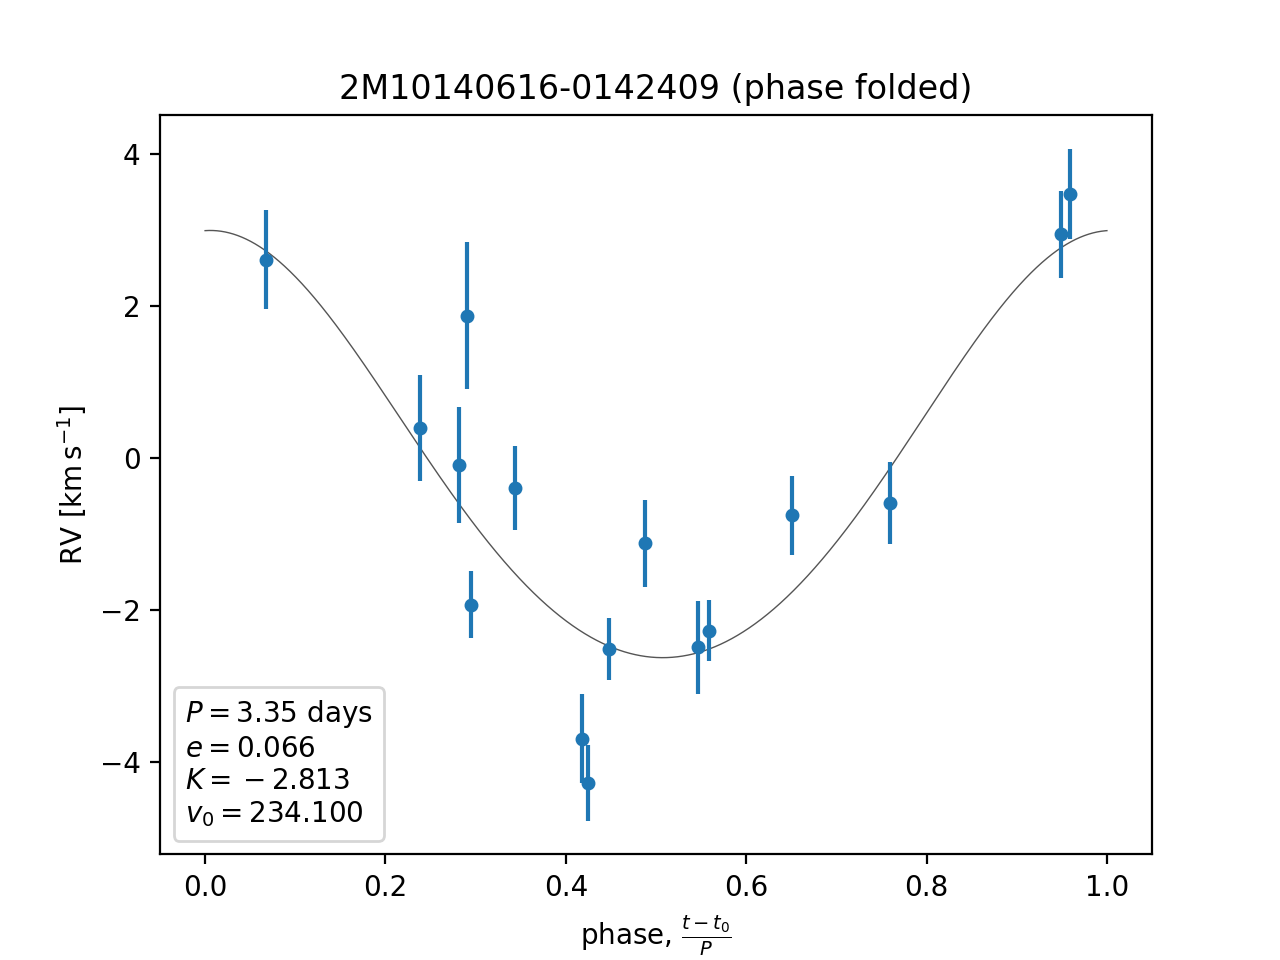 2M10140616-0142409 (phase folded)
RV [km s⁻¹]
4
2
0
−2
−4
P = 3.35 days
e = 0.066
K = −2.813
v₀ = 234.100
0.0 0.2 0.4 0.6 0.8 1.0
phase, (t − t₀)/P